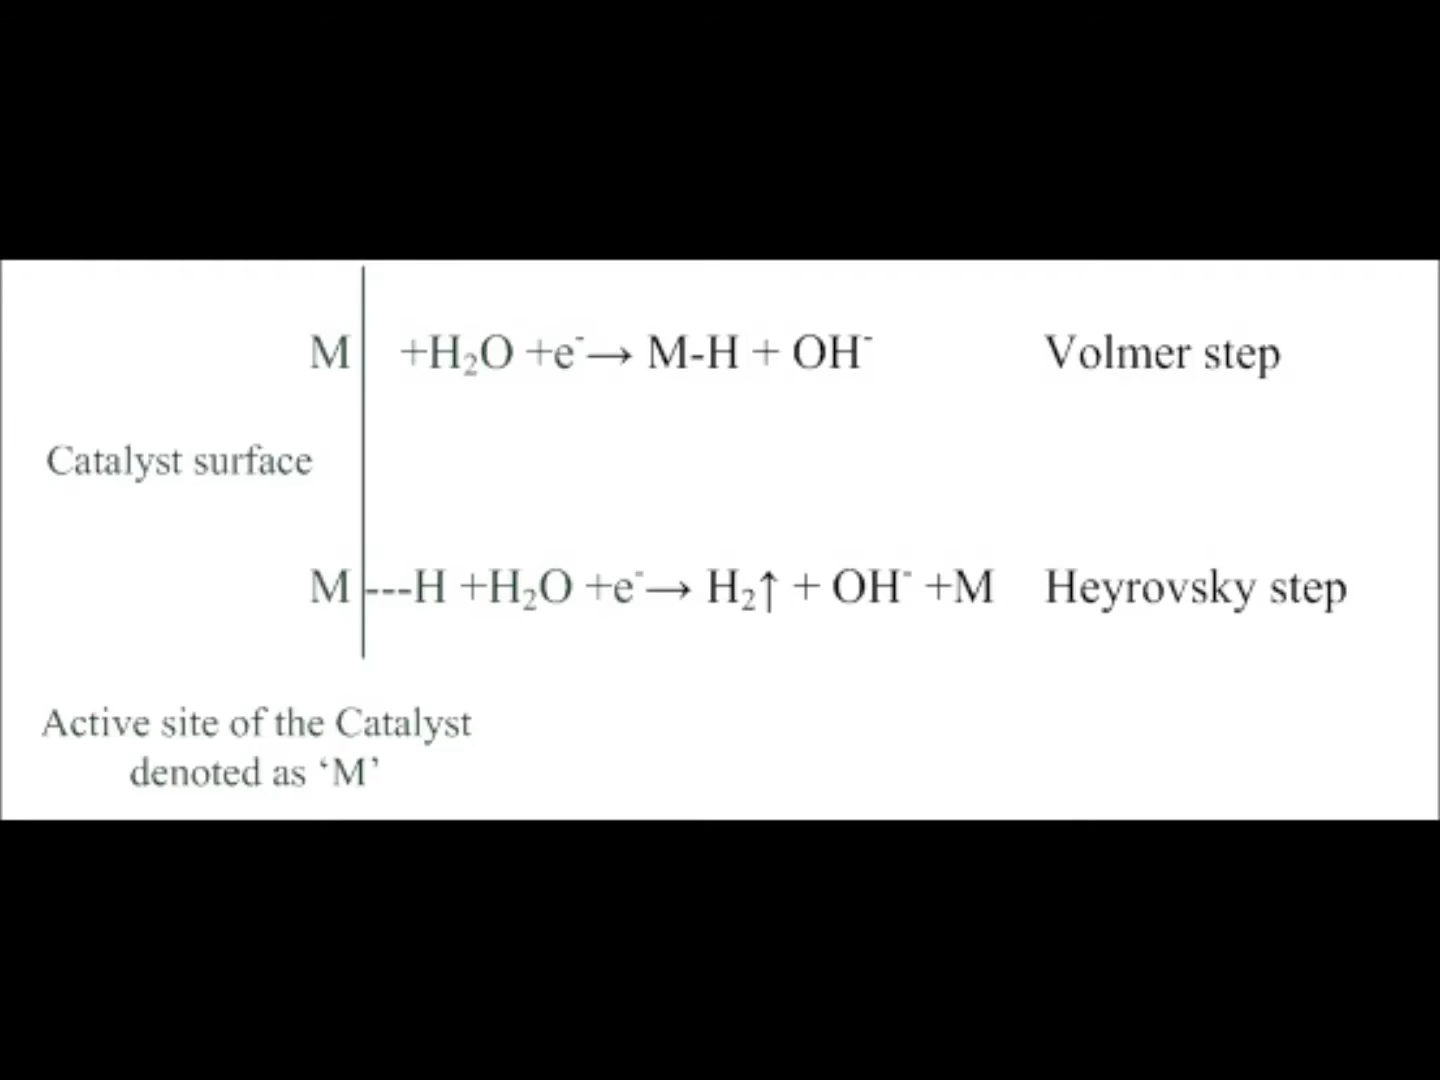 M +H₂O +e⁻→ M-H + OH⁻ Volmer step
Catalyst surface
M ---H +H₂O +e⁻→ H₂↑ + OH⁻ +M Heyrovsky step
Active site of the Catalyst
denoted as ‘M’